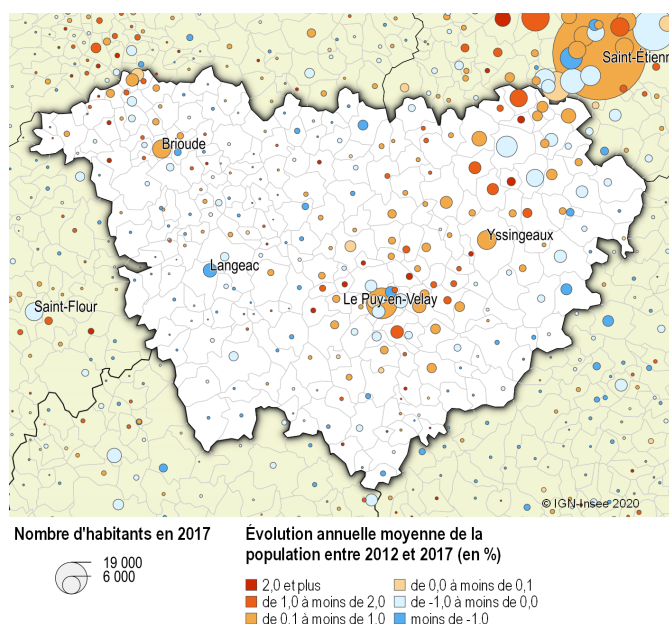 Saint-Étienn
Brioude
Yssingeaux
Langeac
Le Puy-en-Velay
Saint-Flour
© IGN-Insee 2020
Nombre d'habitants en 2017
19 000
6 000
Évolution annuelle moyenne de la
population entre 2012 et 2017 (en %)
2,0 et plus
de 1,0 à moins de 2,0
de 0,1 à moins de 1,0
de 0,0 à moins de 0,1
de -1,0 à moins de 0,0
moins de -1,0